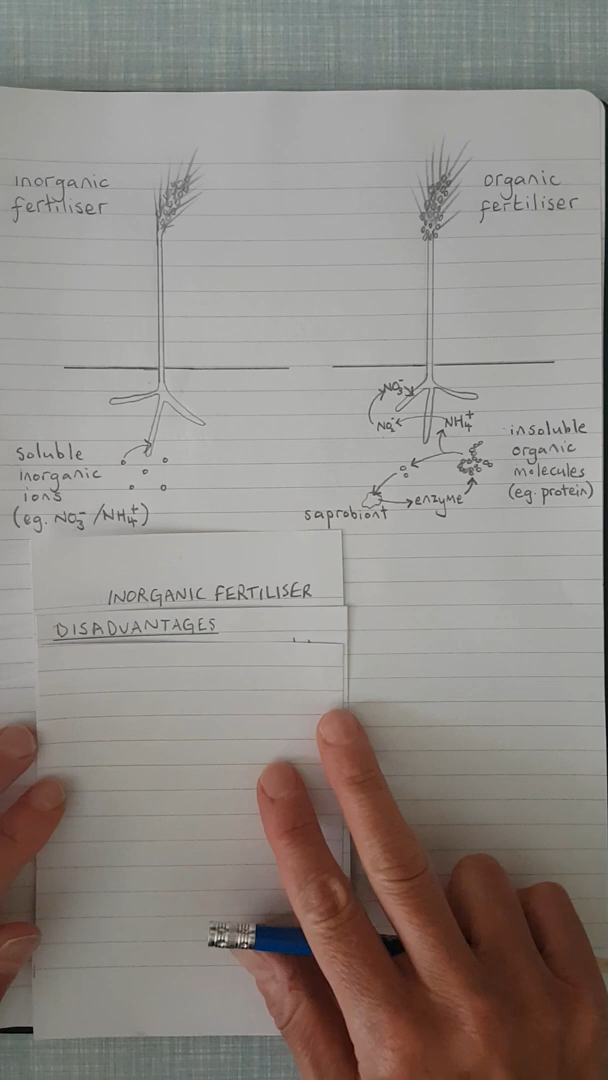 inorganic
fertiliser
organic
fertiliser
soluble
inorganic
ions
(eg. NO3⁻/NH4⁺)
NO3⁻
NO2⁻
NH4⁺
insoluble
organic
molecules
(eg. protein)
enzyme
saprobiont
INORGANIC FERTILISER
DISADVANTAGES